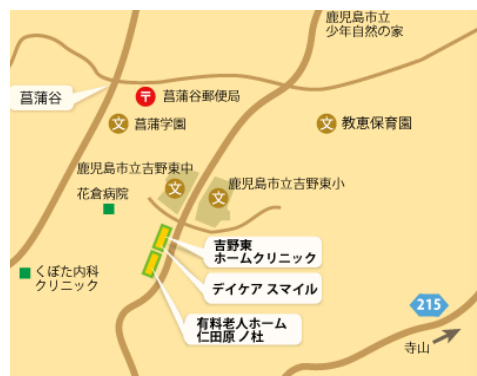 鹿児島市立
少年自然の家
菖蒲谷
〒
菖蒲谷郵便局
文
菖蒲学園
文
教恵保育園
鹿児島市立吉野東中
文
花倉病院
鹿児島市立吉野東小
文
吉野東
ホームクリニック
くぼた内科
クリニック
デイケア スマイル
215
有料老人ホーム
仁田原ノ杜
寺山